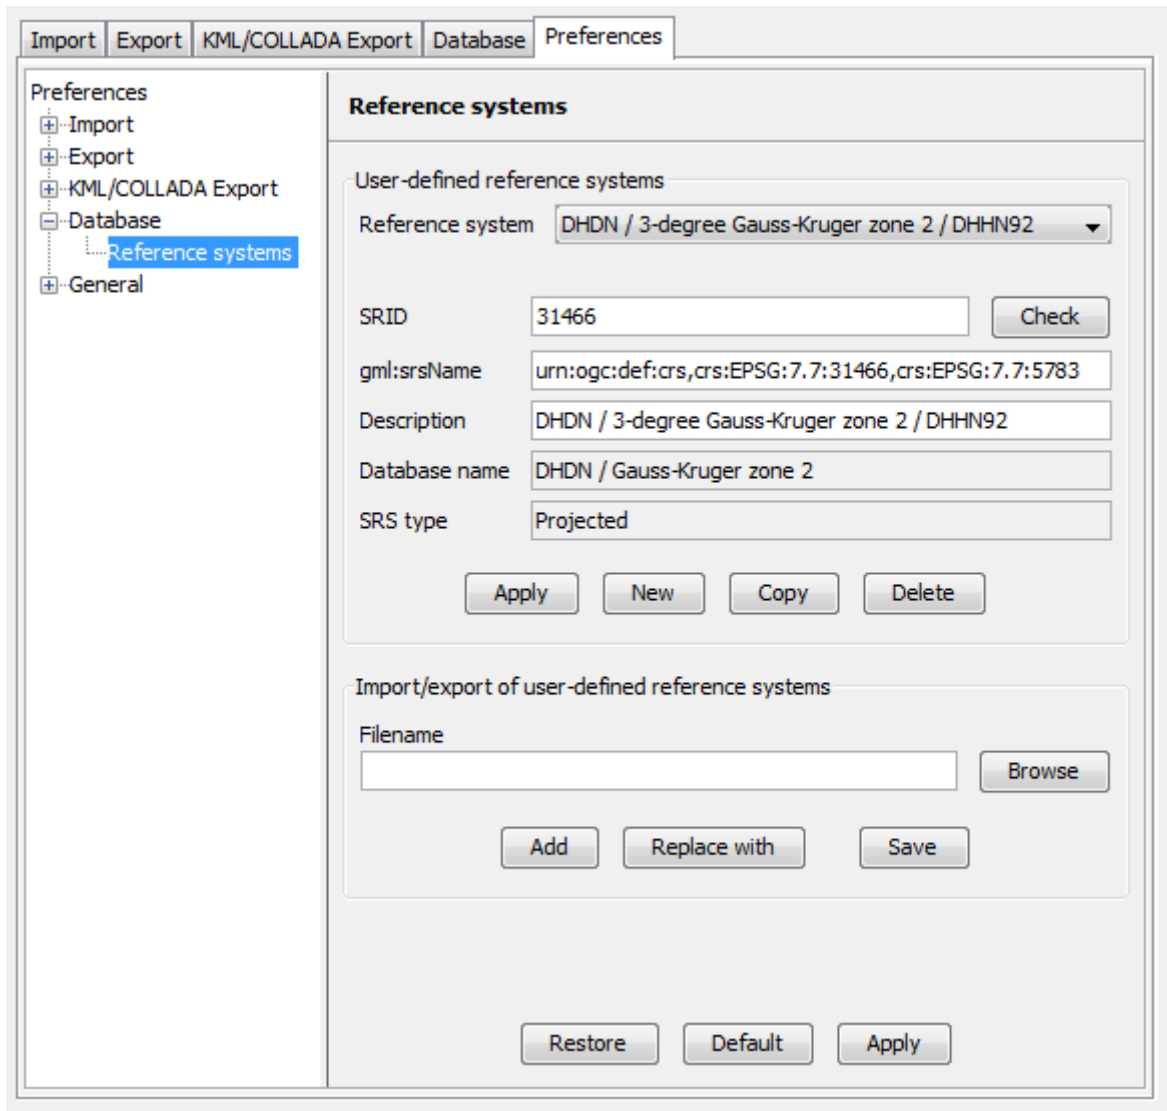 Import Export KML/COLLADA Export Database Preferences
Preferences
Import
Export
KML/COLLADA Export
Database
Reference systems
General
Reference systems
User-defined reference systems
Reference system DHDN / 3-degree Gauss-Kruger zone 2 / DHHN92
SRID 31466 Check
gml:srsName urn:ogc:def:crs,crs:EPSG:7.7:31466,crs:EPSG:7.7:5783
Description DHDN / 3-degree Gauss-Kruger zone 2 / DHHN92
Database name DHDN / Gauss-Kruger zone 2
SRS type Projected
Apply New Copy Delete
Import/export of user-defined reference systems
Filename
Browse
Add Replace with Save
Restore Default Apply